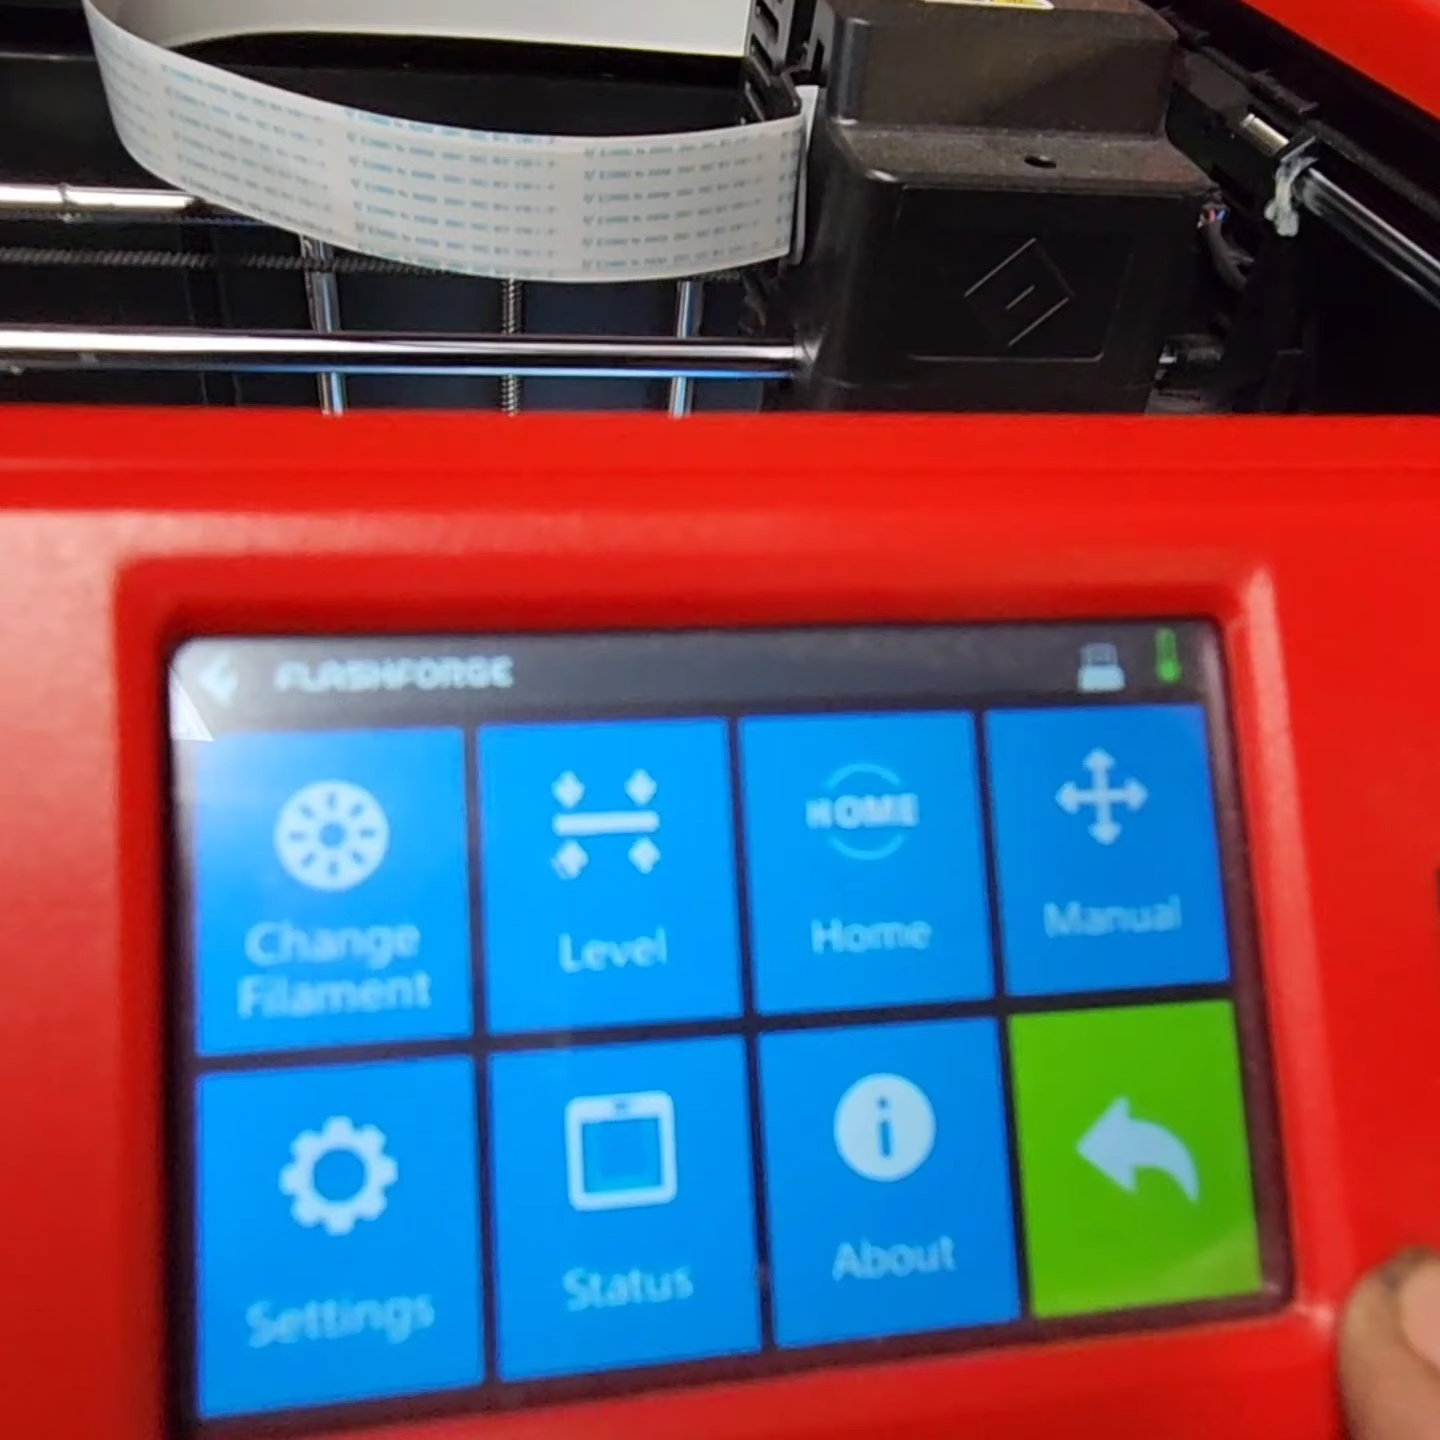 FLASHFORGE
Change
Filament
Level
HOME
Home
Manual
Settings
Status
About